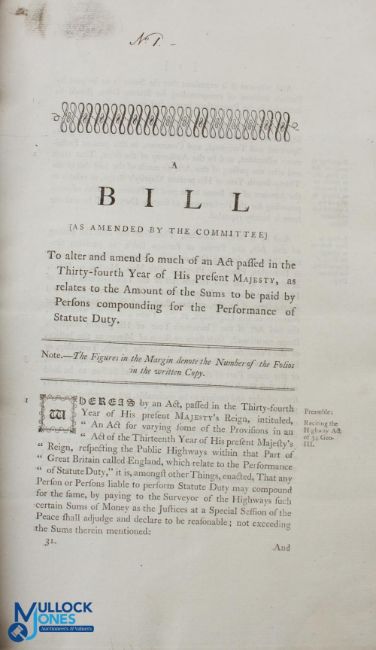 Nº 1.
A
BILL
[AS AMENDED BY THE COMMITTEE]
To alter and amend ſo much of an Act paſſed in the
Thirty-fourth Year of His preſent MAJESTY, as
relates to the Amount of the Sums to be paid by
Perſons compounding for the Performance of
Statute Duty.
Note.—The Figures in the Margin denote the Number of the Folios
in the written Copy.
1 WHEREAS by an Act, paſſed in the Thirty-fourth
Year of His preſent MAJESTY's Reign, intituled,
“ An Act for varying ſome of the Proviſions in an
“ Act of the Thirteenth Year of His preſent Majeſty's
“ Reign, reſpecting the Public Highways within that Part of
“ Great Britain called England, which relate to the Performance
“ of Statute Duty,” it is, amongſt other Things, enacted, That any
Perſon or Perſons liable to perform Statute Duty may compound
for the ſame, by paying to the Surveyor of the Highways ſuch
certain Sums of Money as the Juſtices at a Special Seſſion of the
Peace ſhall adjudge and declare to be reaſonable; not exceeding
the Sums therein mentioned:
Preamble:
Reciting the
Highway Act
of 34 Geo.
III.
31.
And
MULLOCK
JONES
Auctioneers & Valuers